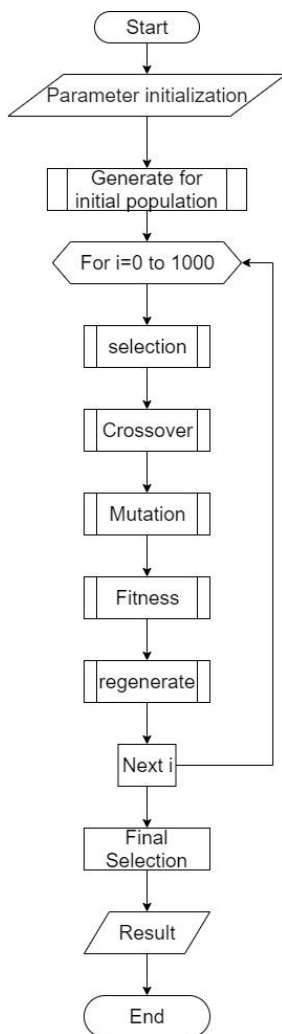 Start
Parameter initialization
Generate for
initial population
For i=0 to 1000
selection
Crossover
Mutation
Fitness
regenerate
Next i
Final
Selection
Result
End